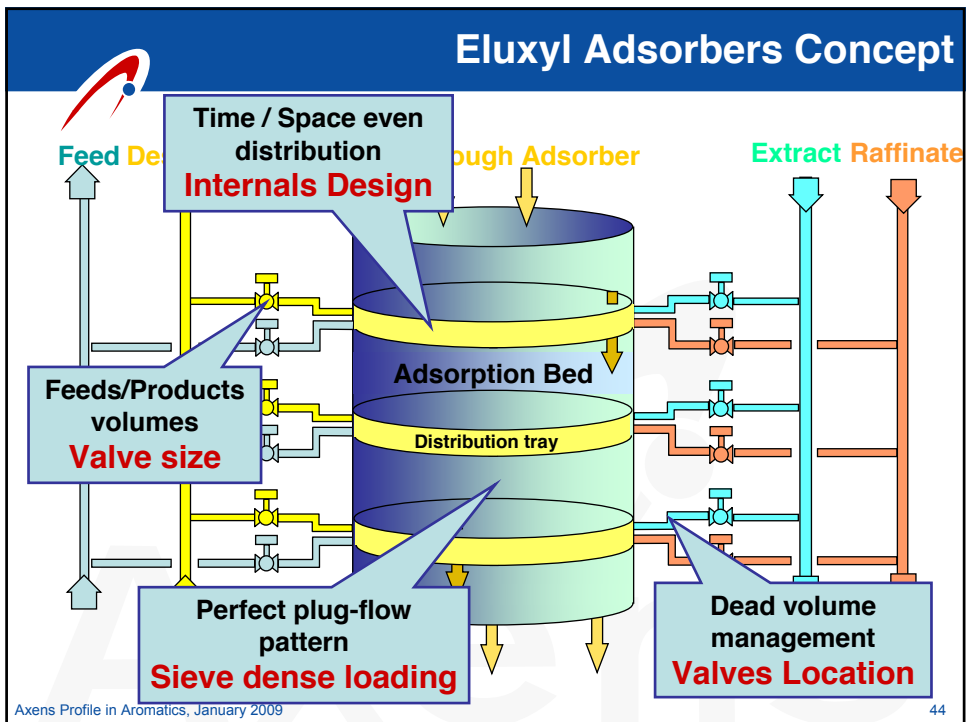 Eluxyl Adsorbers Concept
Time / Space even
distribution
Internals Design
Feed
Adsorber
Extract Raffinate
Adsorption Bed
Feeds/Products
volumes
Valve size
Distribution tray
Perfect plug-flow
pattern
Sieve dense loading
Dead volume
management
Valves Location
Axens Profile in Aromatics, January 2009
44